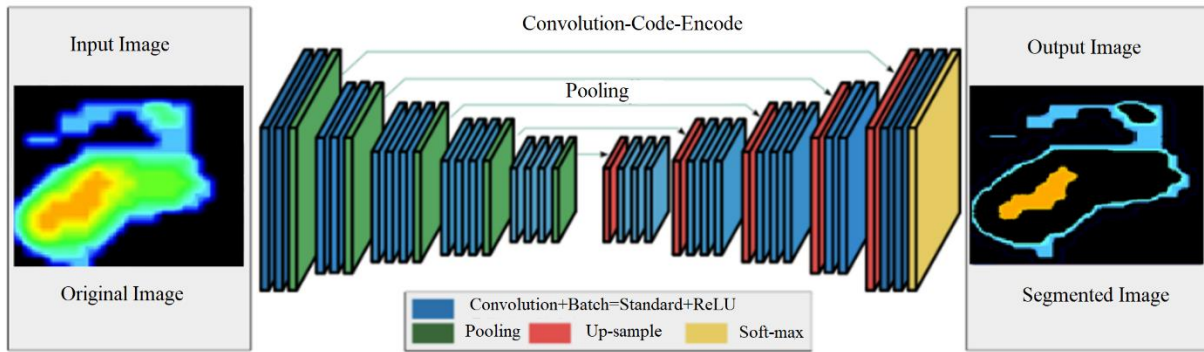 Input Image
Original Image
Convolution-Code-Encode
Pooling
Convolution+Batch=Standard+ReLU
Pooling
Up-sample
Soft-max
Output Image
Segmented Image